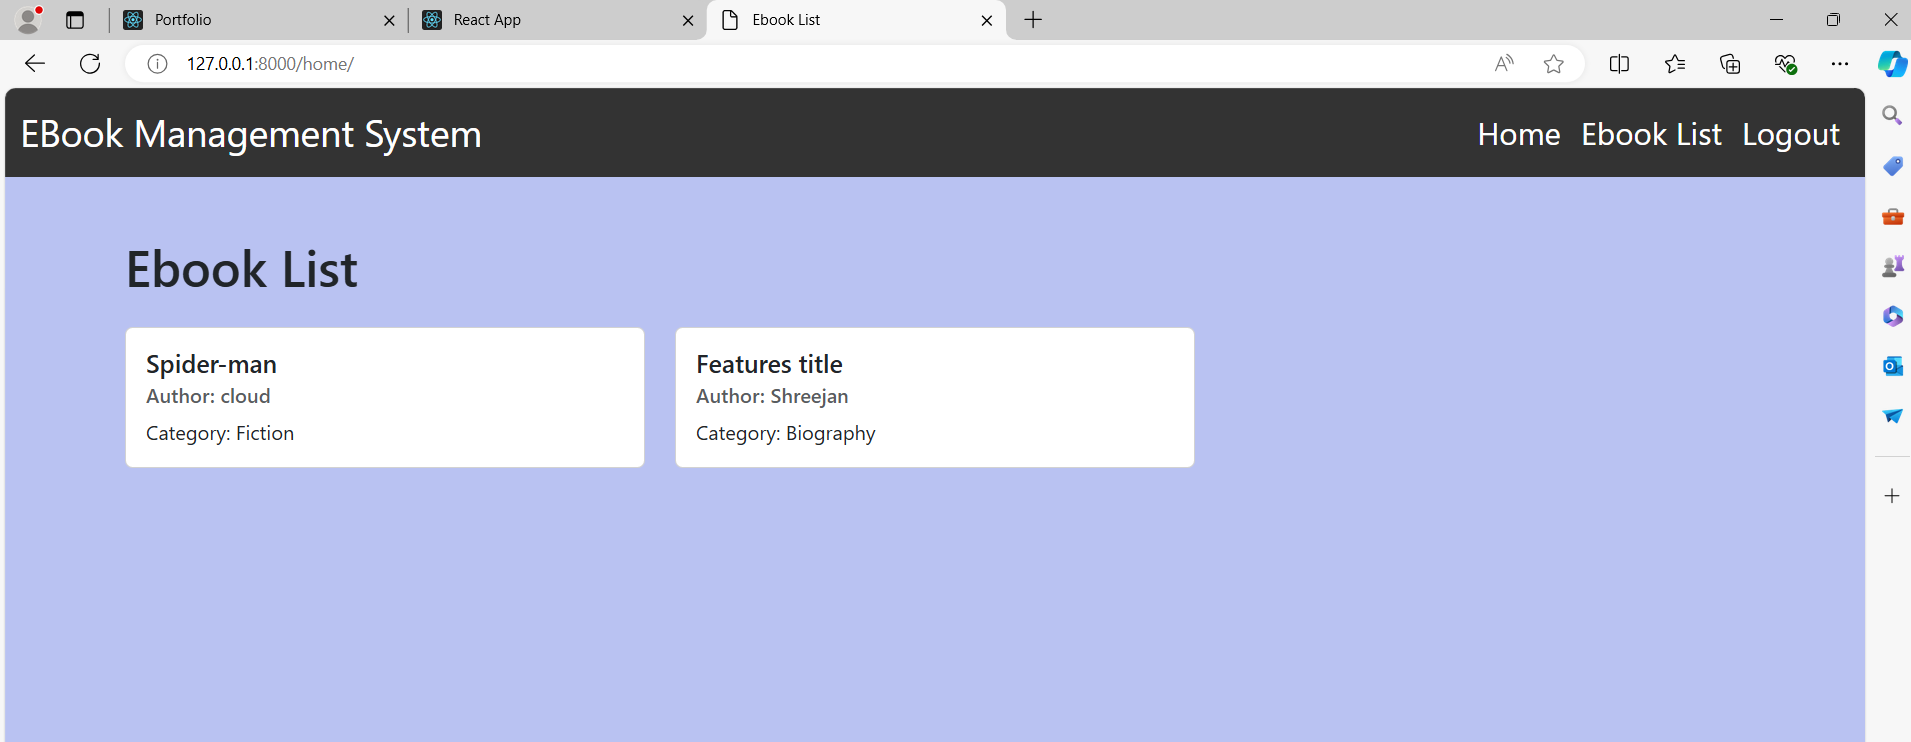 Portfolio
React App
Ebook List
127.0.0.1:8000/home/
EBook Management System
Home Ebook List Logout
Ebook List
Spider-man
Author: cloud
Category: Fiction
Features title
Author: Shreejan
Category: Biography